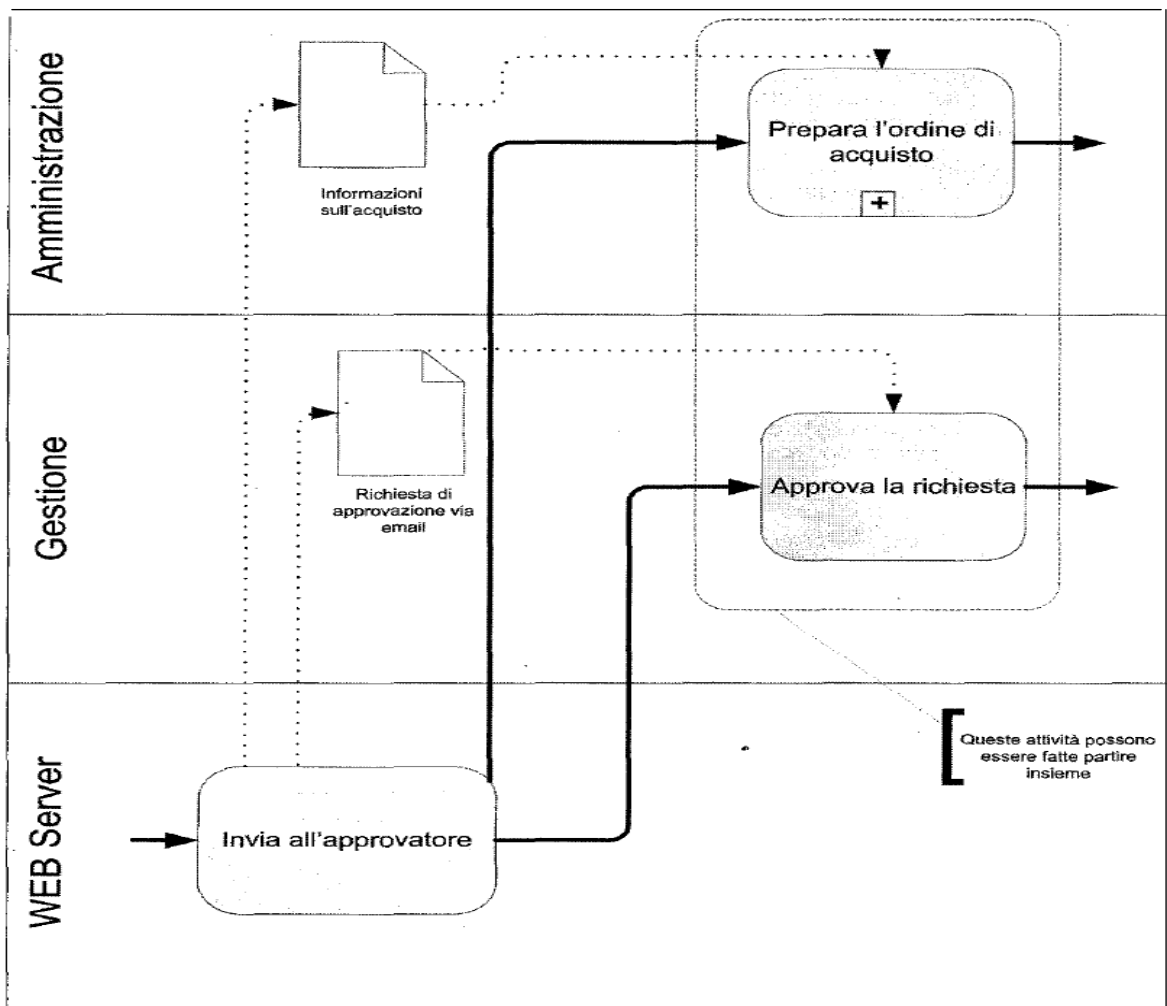 Amministrazione
Informazioni
sull'acquisto
Prepara l'ordine di
acquisto
+
Gestione
Richiesta di
approvazione via
email
Approva la richiesta
WEB Server
Invia all'approvatore
Queste attività possono
essere fatte partire
insieme